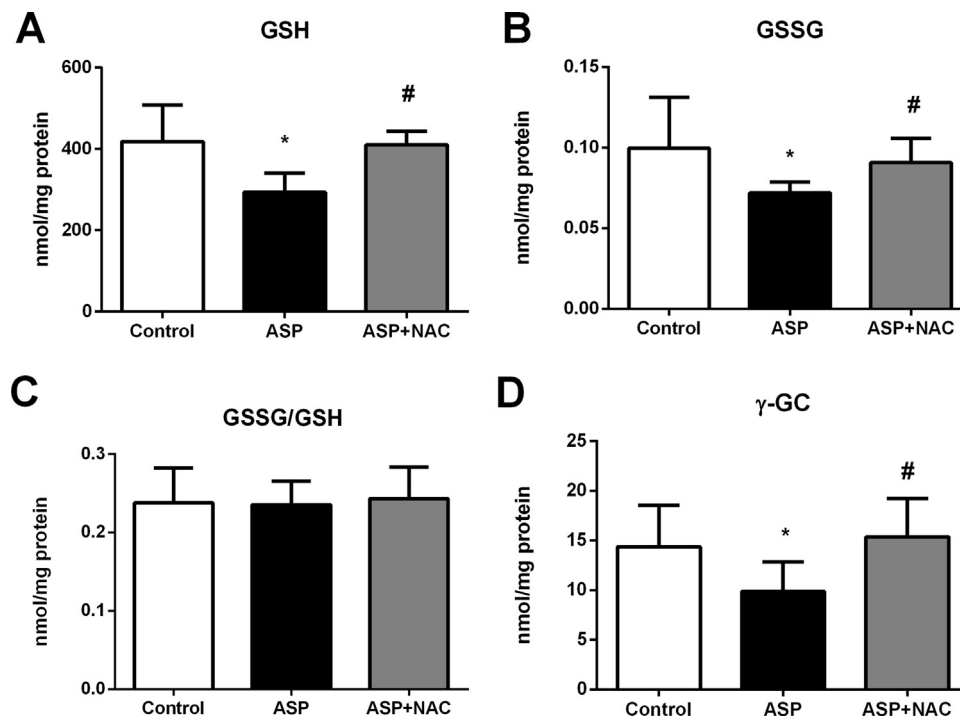 A
GSH
nmol/mg protein
600
400
200
0
*
#
Control
ASP
ASP+NAC
B
GSSG
nmol/mg protein
0.15
0.10
0.05
0.00
*
#
Control
ASP
ASP+NAC
C
GSSG/GSH
nmol/mg protein
0.3
0.2
0.1
0.0
Control
ASP
ASP+NAC
D
γ-GC
nmol/mg protein
25
20
15
10
5
0
*
#
Control
ASP
ASP+NAC